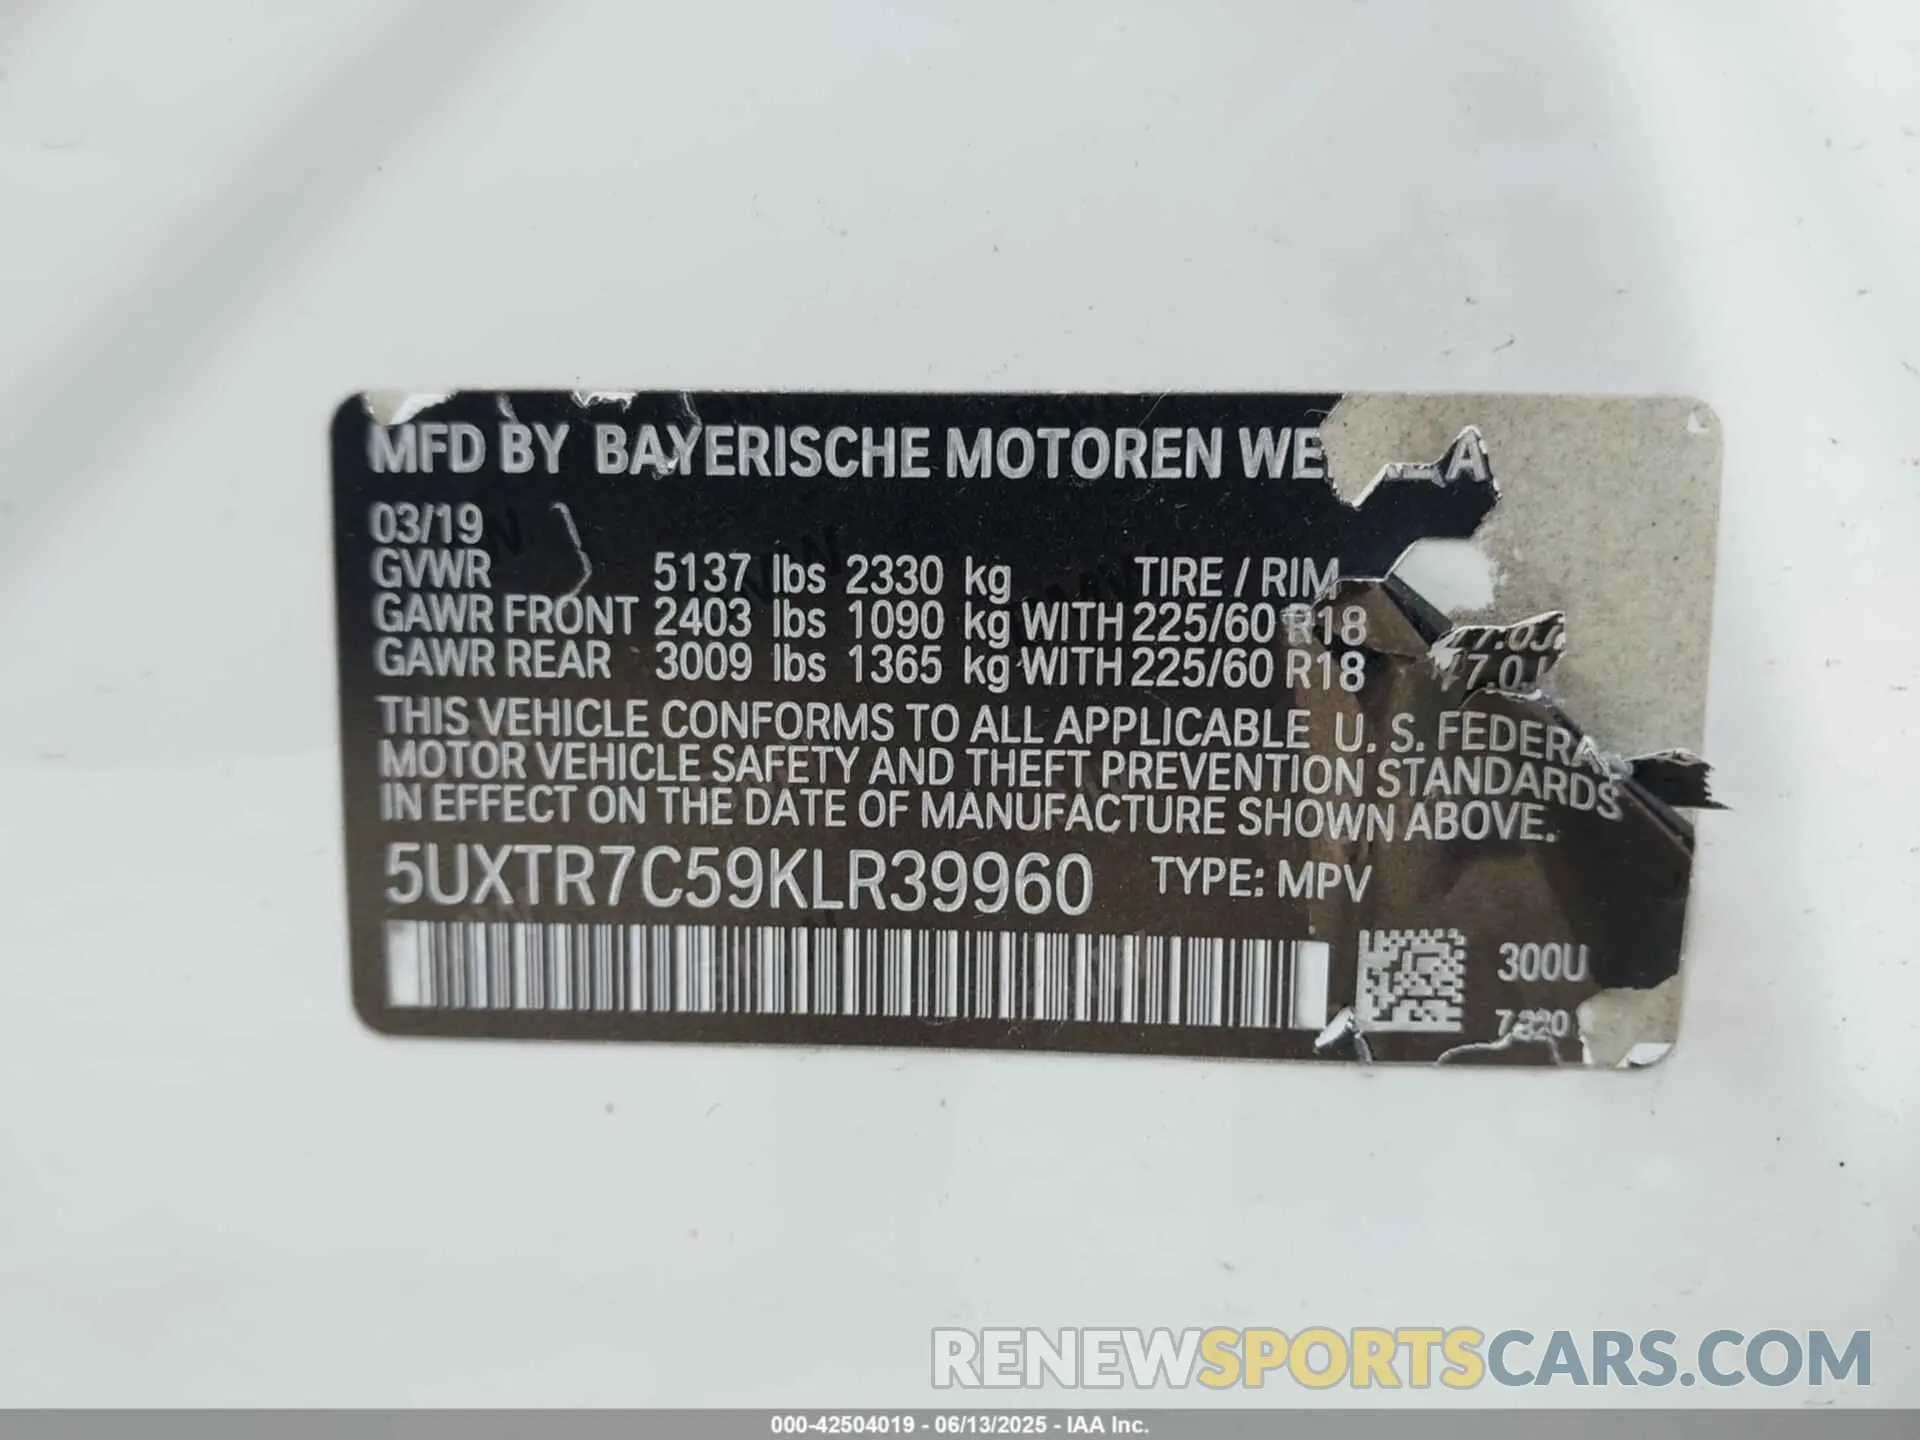 MFD BY BAYERISCHE MOTOREN WE A
03/19
GVWR 5137 lbs 2330 kg TIRE / RIM
GAWR FRONT 2403 lbs 1090 kg WITH 225/60 R18
GAWR REAR 3009 lbs 1365 kg WITH 225/60 R18
THIS VEHICLE CONFORMS TO ALL APPLICABLE U. S. FEDERAL
MOTOR VEHICLE SAFETY AND THEFT PREVENTION STANDARDS
IN EFFECT ON THE DATE OF MANUFACTURE SHOWN ABOVE.
5UXTR7C59KLR39960 TYPE: MPV
300U
RENEWSPORTSCARS.COM
000-42504019 - 06/13/2025 - IAA Inc.